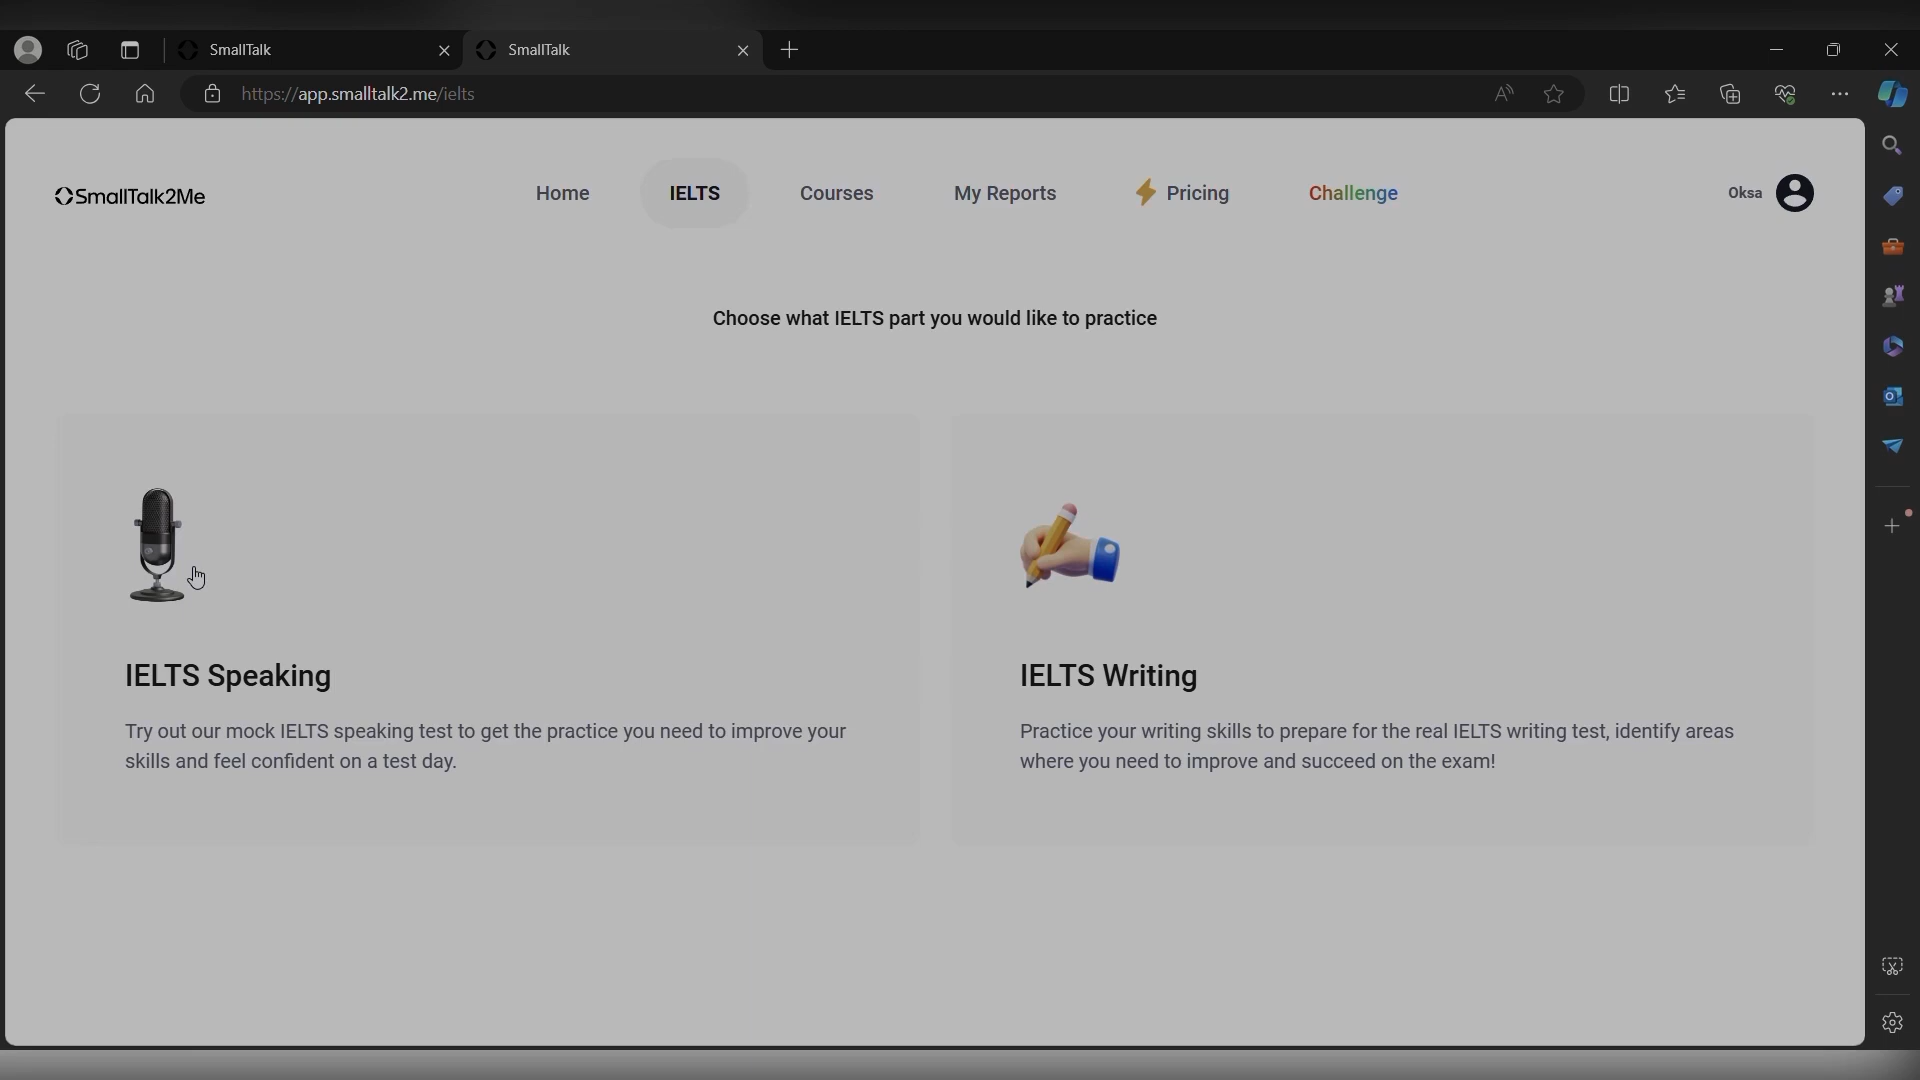 SmallTalk
SmallTalk
https://app.smalltalk2.me/ielts
SmallTalk2Me
Home
IELTS
Courses
My Reports
Pricing
Challenge
Oksa
Choose what IELTS part you would like to practice
IELTS Speaking
Try out our mock IELTS speaking test to get the practice you need to improve your
skills and feel confident on a test day.
IELTS Writing
Practice your writing skills to prepare for the real IELTS writing test, identify areas
where you need to improve and succeed on the exam!